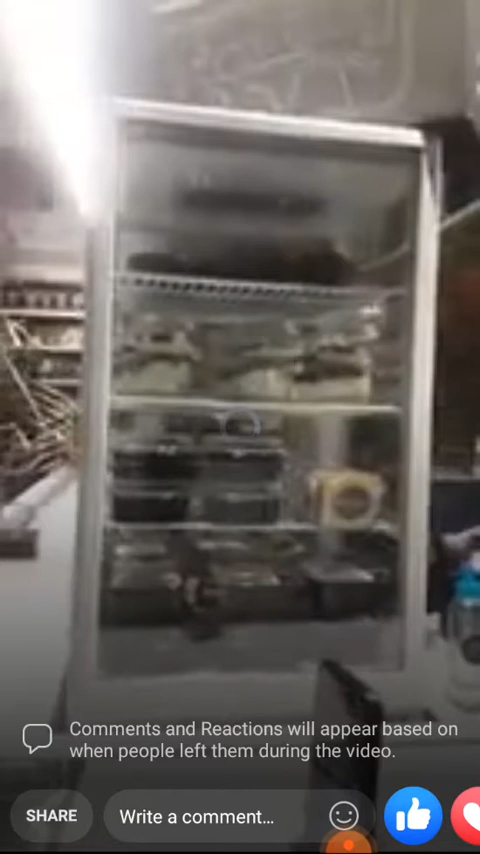 Comments and Reactions will appear based on
when people left them during the video.
SHARE
Write a comment...